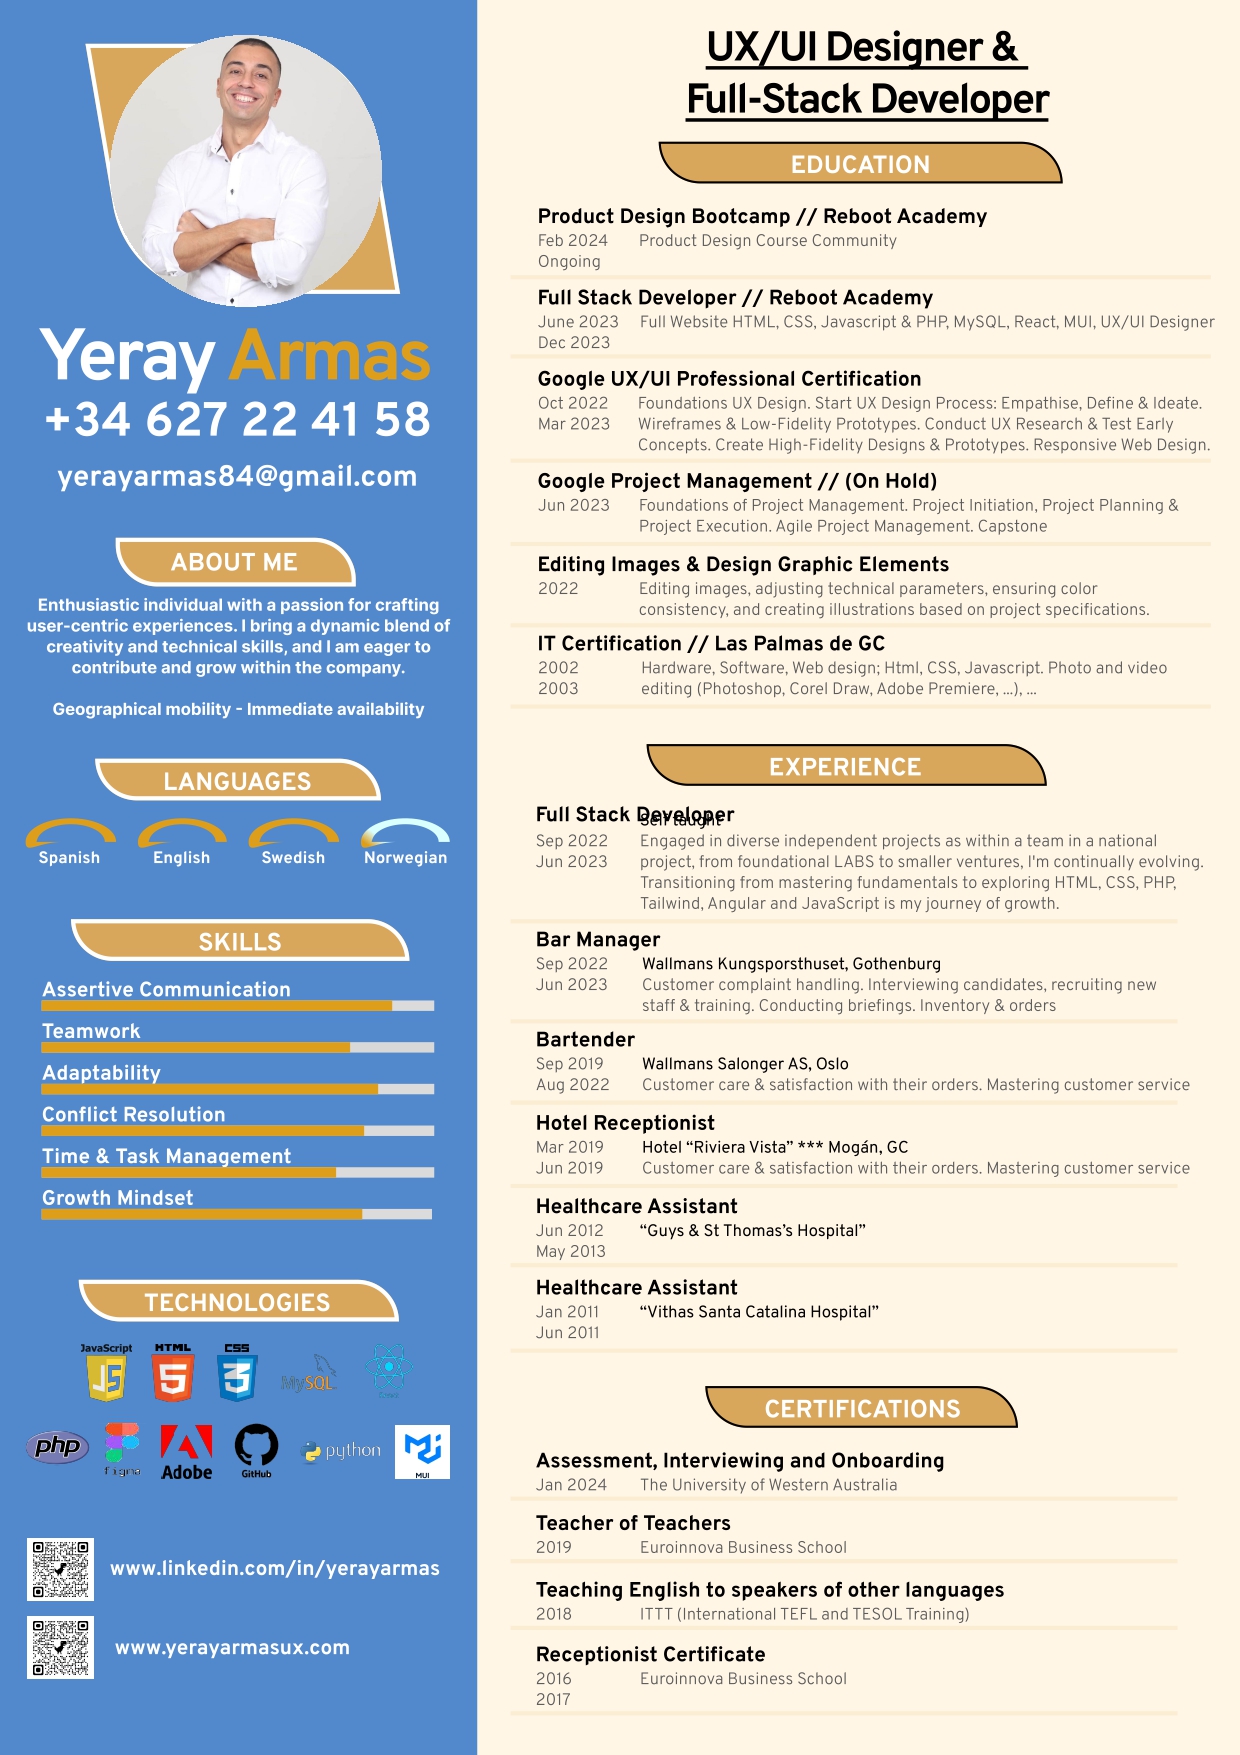 Yeray Armas
+34 627 22 41 58
yerayarmas84@gmail.com
ABOUT ME
Enthusiastic individual with a passion for crafting
user-centric experiences. I bring a dynamic blend of
creativity and technical skills, and I am eager to
contribute and grow within the company.
Geographical mobility - Immediate availability
LANGUAGES
Spanish English Swedish Norwegian
SKILLS
Assertive Communication
Teamwork
Adaptability
Conflict Resolution
Time & Task Management
Growth Mindset
TECHNOLOGIES
JavaScript HTML CSS
JS 5 3 MySQL
php Adobe GitHub python MUI
figma
www.linkedin.com/in/yerayarmas
www.yerayarmasux.com
UX/UI Designer &
Full-Stack Developer
EDUCATION
Product Design Bootcamp // Reboot Academy
Feb 2024 Product Design Course Community
Ongoing
Full Stack Developer // Reboot Academy
June 2023 Full Website HTML, CSS, Javascript & PHP, MySQL, React, MUI, UX/UI Designer
Dec 2023
Google UX/UI Professional Certification
Oct 2022 Foundations UX Design. Start UX Design Process: Empathise, Define & Ideate.
Mar 2023 Wireframes & Low-Fidelity Prototypes. Conduct UX Research & Test Early
Concepts. Create High-Fidelity Designs & Prototypes. Responsive Web Design.
Google Project Management // (On Hold)
Jun 2023 Foundations of Project Management. Project Initiation, Project Planning &
Project Execution. Agile Project Management. Capstone
Editing Images & Design Graphic Elements
2022 Editing images, adjusting technical parameters, ensuring color
consistency, and creating illustrations based on project specifications.
IT Certification // Las Palmas de GC
2002 Hardware, Software, Web design; Html, CSS, Javascript. Photo and video
2003 editing (Photoshop, Corel Draw, Adobe Premiere, ...), ...
EXPERIENCE
Full Stack Developer
Self taught
Sep 2022 Engaged in diverse independent projects as within a team in a national
Jun 2023 project, from foundational LABS to smaller ventures, I'm continually evolving.
Transitioning from mastering fundamentals to exploring HTML, CSS, PHP,
Tailwind, Angular and JavaScript is my journey of growth.
Bar Manager
Sep 2022 Wallmans Kungsporsthuset, Gothenburg
Jun 2023 Customer complaint handling. Interviewing candidates, recruiting new
staff & training. Conducting briefings. Inventory & orders
Bartender
Sep 2019 Wallmans Salonger AS, Oslo
Aug 2022 Customer care & satisfaction with their orders. Mastering customer service
Hotel Receptionist
Mar 2019 Hotel “Riviera Vista” *** Mogán, GC
Jun 2019 Customer care & satisfaction with their orders. Mastering customer service
Healthcare Assistant
Jun 2012 “Guys & St Thomas’s Hospital”
May 2013
Healthcare Assistant
Jan 2011 “Vithas Santa Catalina Hospital”
Jun 2011
CERTIFICATIONS
Assessment, Interviewing and Onboarding
Jan 2024 The University of Western Australia
Teacher of Teachers
2019 Euroinnova Business School
Teaching English to speakers of other languages
2018 ITTT (International TEFL and TESOL Training)
Receptionist Certificate
2016 Euroinnova Business School
2017